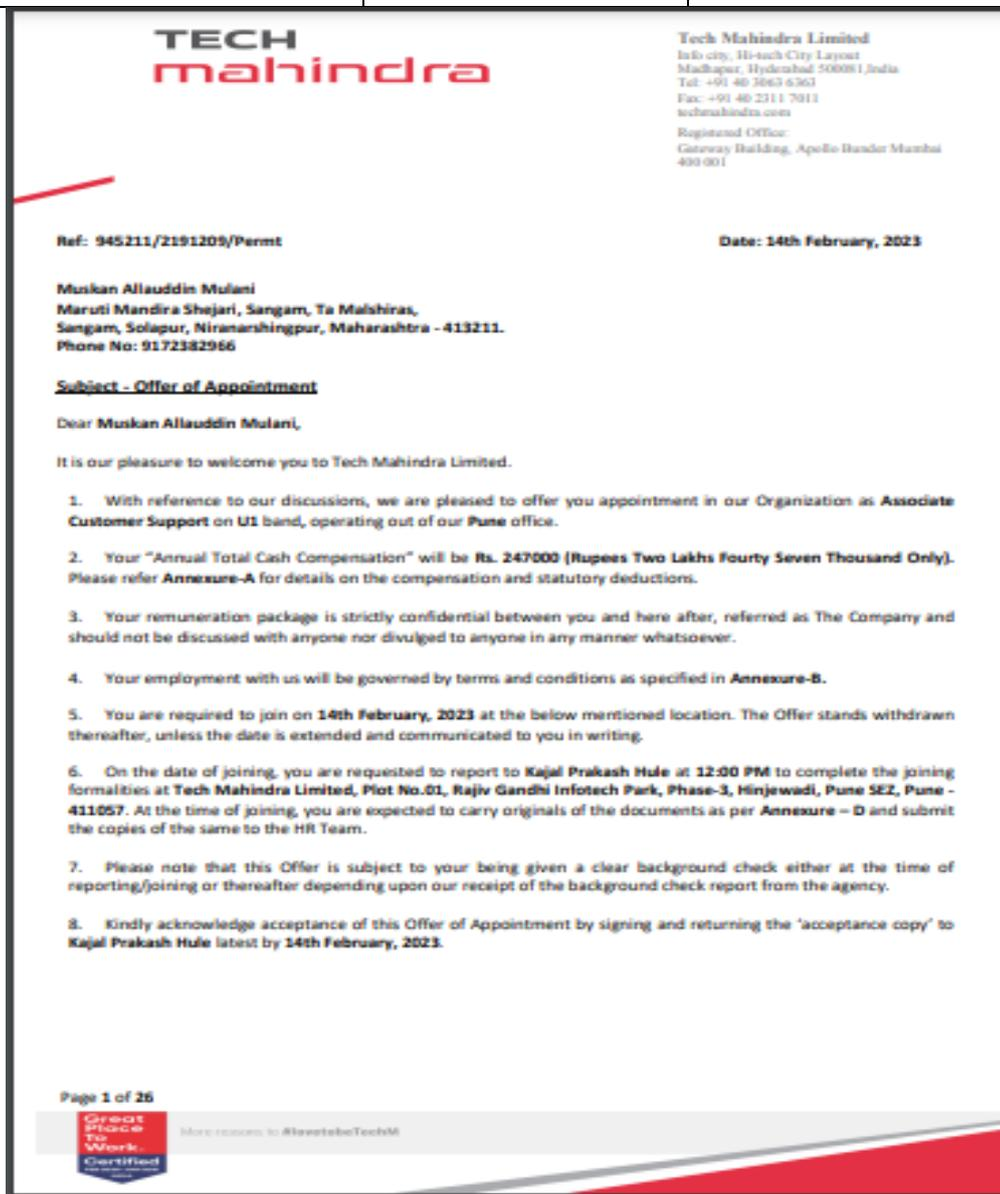 TECH
mahindra
Tech Mahindra Limited
Info city, Hi-tech City Layout
Madhapur, Hyderabad 500081,India
Tel: +91 40 3063 6363
Fax: +91 40 2311 7011
techmahindra.com
Registered Office:
Gateway Building, Apollo Bunder Mumbai
400 001
Ref: 945211/2191209/Permt
Date: 14th February, 2023
Muskan Allauddin Mulani
Maruti Mandira Shejari, Sangam, Ta Malshiras,
Sangam, Solapur, Niranarshingpur, Maharashtra - 413211.
Phone No: 9172382966
Subject - Offer of Appointment
Dear Muskan Allauddin Mulani,
It is our pleasure to welcome you to Tech Mahindra Limited.
1. With reference to our discussions, we are pleased to offer you appointment in our Organization as Associate
Customer Support on U1 band, operating out of our Pune office.
2. Your “Annual Total Cash Compensation” will be Rs. 247000 (Rupees Two Lakhs Fourty Seven Thousand Only).
Please refer Annexure-A for details on the compensation and statutory deductions.
3. Your remuneration package is strictly confidential between you and here after, referred as The Company and
should not be discussed with anyone nor divulged to anyone in any manner whatsoever.
4. Your employment with us will be governed by terms and conditions as specified in Annexure-B.
5. You are required to join on 14th February, 2023 at the below mentioned location. The Offer stands withdrawn
thereafter, unless the date is extended and communicated to you in writing.
6. On the date of joining, you are requested to report to Kajal Prakash Hule at 12:00 PM to complete the joining
formalities at Tech Mahindra Limited, Plot No.01, Rajiv Gandhi Infotech Park, Phase-3, Hinjewadi, Pune SEZ, Pune -
411057. At the time of joining, you are expected to carry originals of the documents as per Annexure – D and submit
the copies of the same to the HR Team.
7. Please note that this Offer is subject to your being given a clear background check either at the time of
reporting/joining or thereafter depending upon our receipt of the background check report from the agency.
8. Kindly acknowledge acceptance of this Offer of Appointment by signing and returning the ‘acceptance copy’ to
Kajal Prakash Hule latest by 14th February, 2023.
Page 1 of 26
Great
Place
To
Work.
Certified
More reasons to #IlovetobeTechM